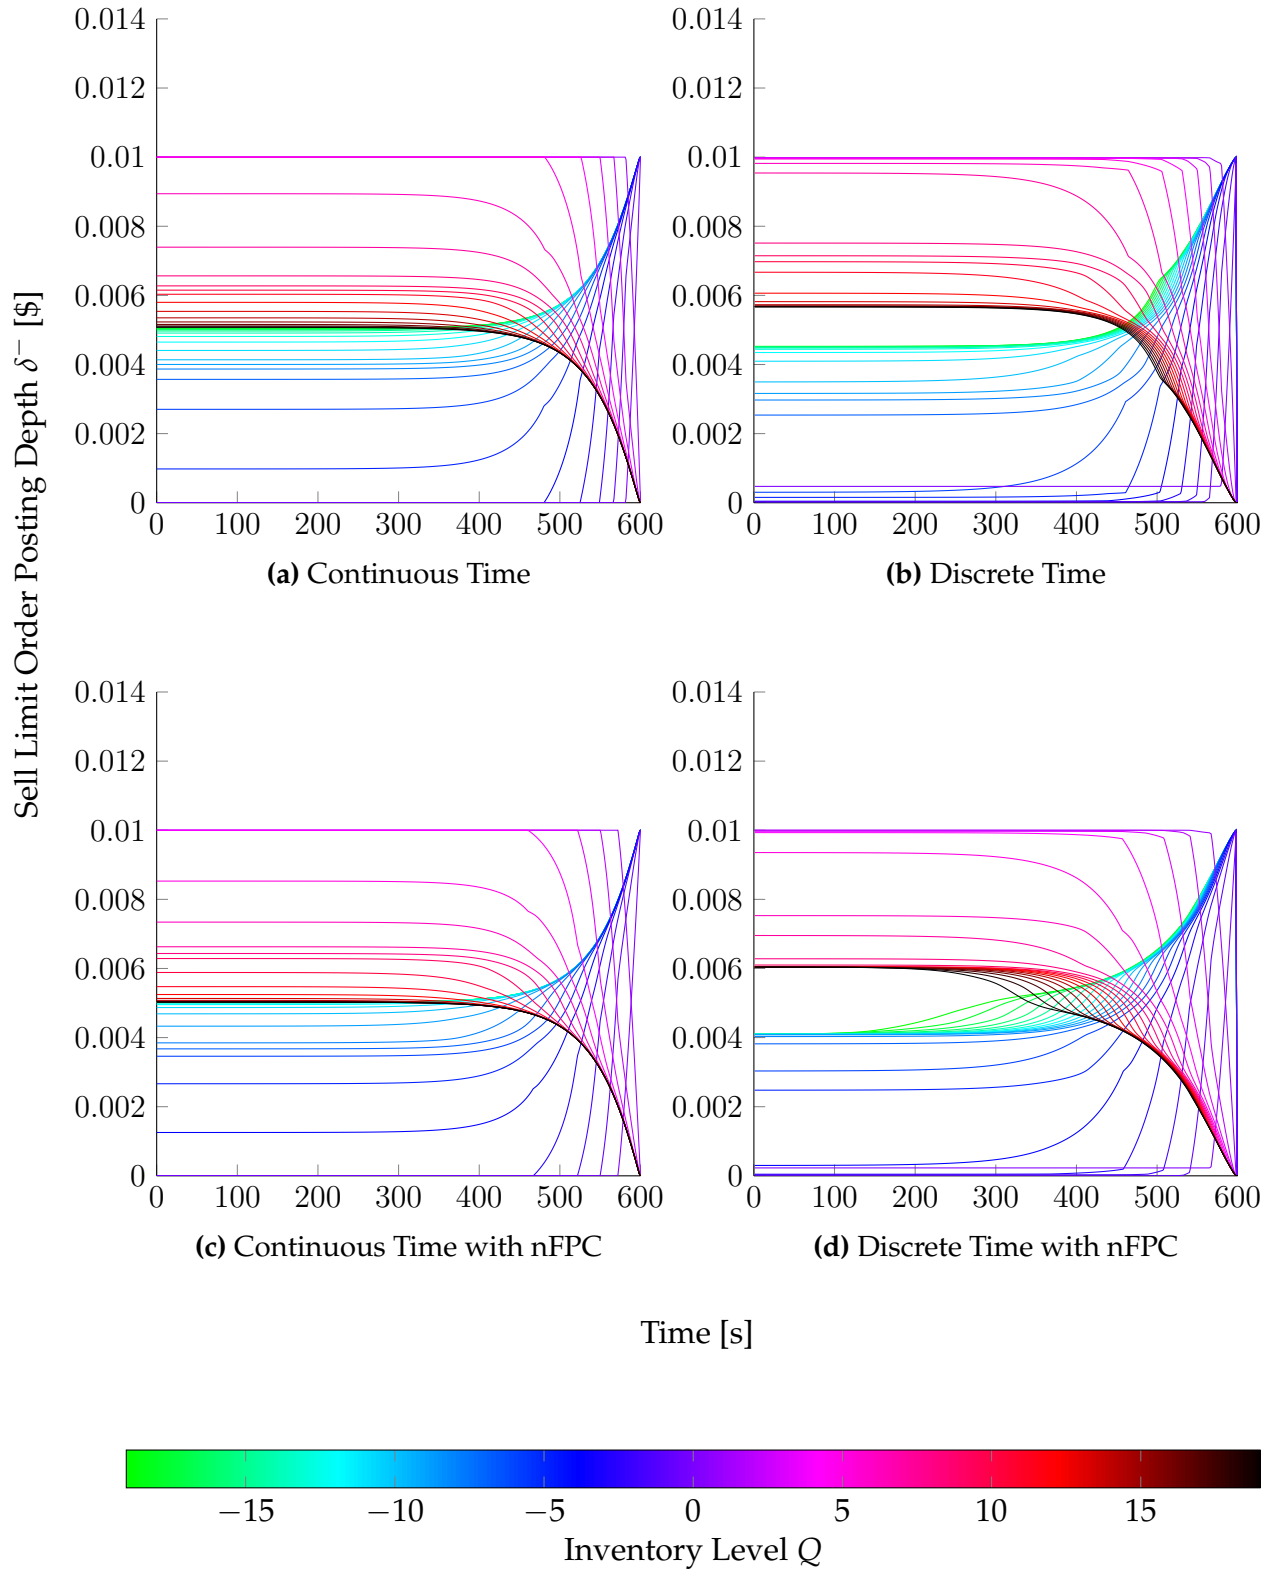 Sell Limit Order Posting Depth δ− [$]
0.014
0.012
0.01
0.008
0.006
0.004
0.002
0
0 100 200 300 400 500 600
(a) Continuous Time
0.014
0.012
0.01
0.008
0.006
0.004
0.002
0
0 100 200 300 400 500 600
(b) Discrete Time
0.014
0.012
0.01
0.008
0.006
0.004
0.002
0
0 100 200 300 400 500 600
(c) Continuous Time with nFPC
0.014
0.012
0.01
0.008
0.006
0.004
0.002
0
0 100 200 300 400 500 600
(d) Discrete Time with nFPC
Time [s]
−15 −10 −5 0 5 10 15
Inventory Level Q